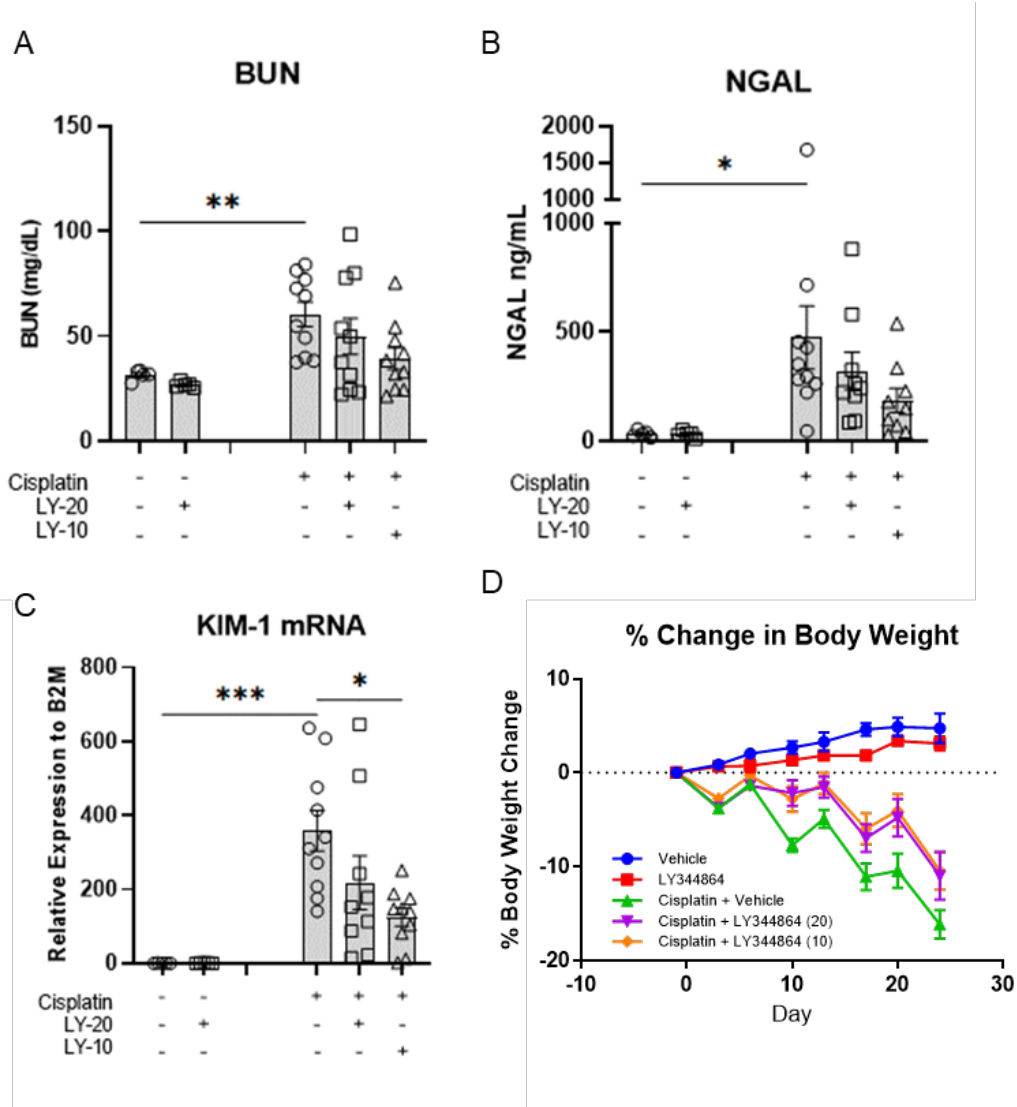 A
BUN
BUN (mg/dL)
150
100
50
0
**
Cisplatin - - + + +
LY-20 - + - + -
LY-10 - - - - +
B
NGAL
NGAL ng/mL
2000
1500
1000
1000
500
0
*
Cisplatin - - + + +
LY-20 - + - + -
LY-10 - - - - +
C
KIM-1 mRNA
Relative Expression to B2M
800
600
400
200
0
***
*
Cisplatin - - + + +
LY-20 - + - + -
LY-10 - - - - +
D
% Change in Body Weight
% Body Weight Change
10
0
-10
-20
Vehicle
LY344864
Cisplatin + Vehicle
Cisplatin + LY344864 (20)
Cisplatin + LY344864 (10)
-10 0 10 20 30
Day